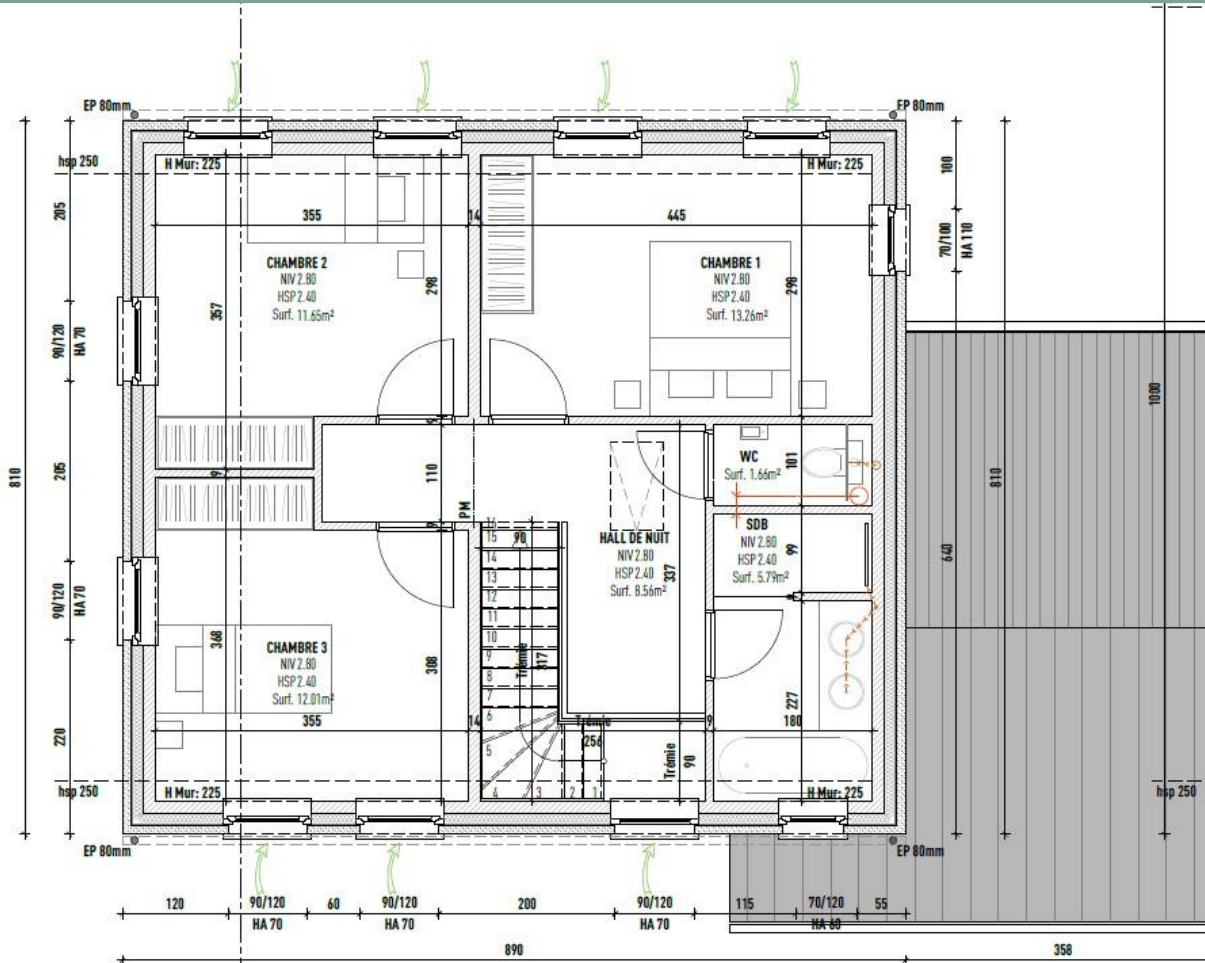 EP 80mm
EP 80mm
hsp 250
H Mur: 225
H Mur: 225
100
205
355
14
445
70/100
HA 110
CHAMBRE 2
NIV 2.80
HSP 2.40
Surf. 11.65m²
CHAMBRE 1
NIV 2.80
HSP 2.40
Surf. 13.26m²
357
298
298
90/120
HA 70
1000
9
810
205
9
110
PM
9
WC
Surf. 1.66m²
101
810
640
16
15
90
14
13
12
11
10
9
8
7
6
5
4
3
2
1
HALL DE NUIT
NIV 2.80
HSP 2.40
Surf. 8.56m²
337
SDB
NIV 2.80
HSP 2.40
Surf. 5.79m²
99
90/120
HA 70
368
CHAMBRE 3
NIV 2.80
HSP 2.40
Surf. 12.01m²
308
Trémie
317
227
220
355
14
Trémie
256
9
180
Trémie
90
hsp 250
H Mur: 225
H Mur: 225
hsp 250
EP 80mm
EP 80mm
120
90/120
HA 70
60
90/120
HA 70
200
90/120
HA 70
115
70/120
HA 60
55
890
358